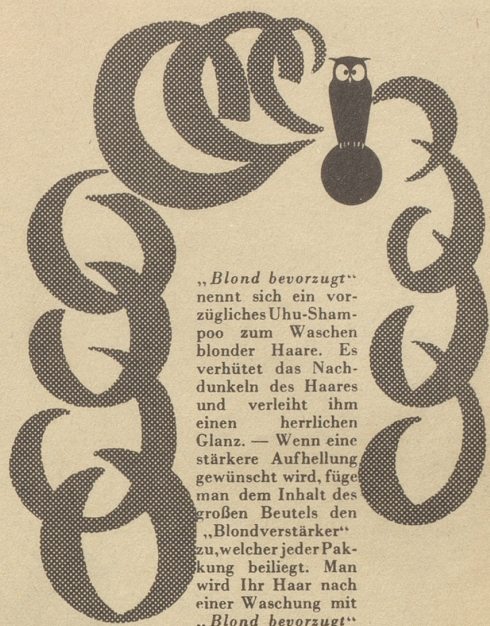 „Blond bevorzugt“
nennt sich ein vor-
zügliches Uhu-Sham-
poo zum Waschen
blonder Haare. Es
verhütet das Nach-
dunkeln des Haares
und verleiht ihm
einen herrlichen
Glanz. — Wenn eine
stärkere Aufhellung
gewünscht wird, füge
man dem Inhalt des
großen Beutels den
„Blondverstärker“
zu, welcher jeder Pak-
kung beiliegt. Man
wird Ihr Haar nach
einer Waschung mit
„Blond bevorzugt“